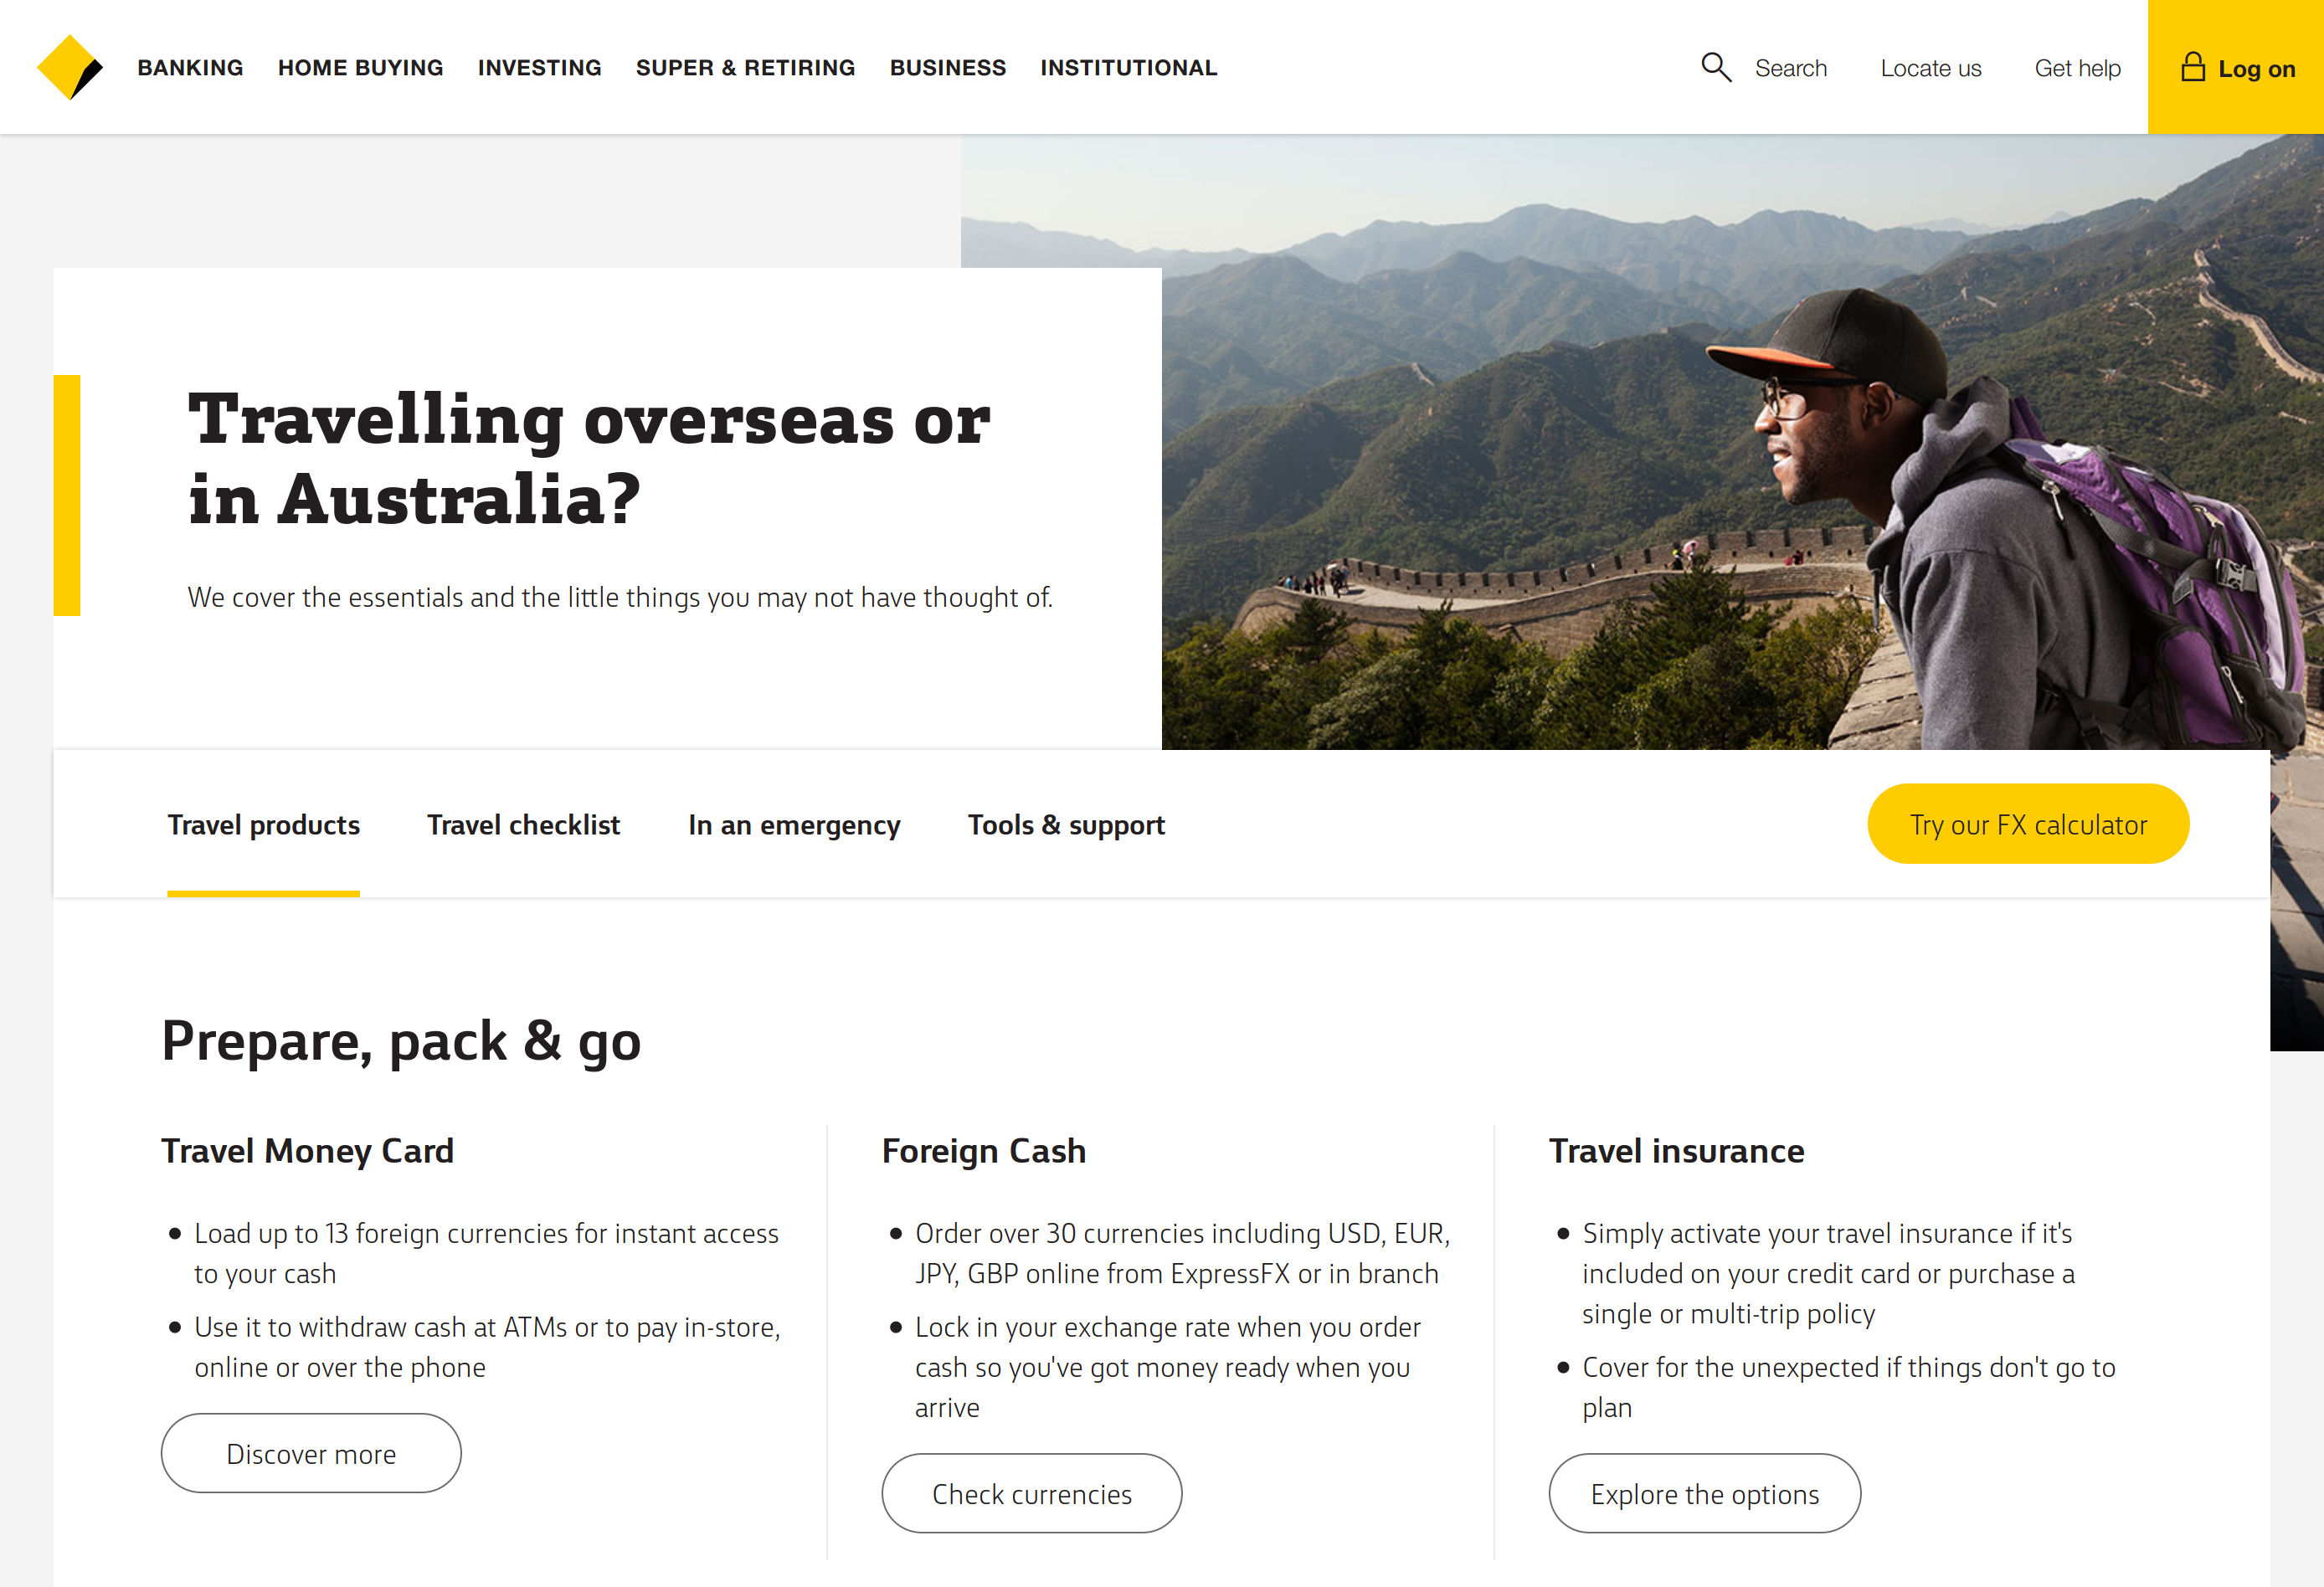 BANKING HOME BUYING INVESTING SUPER & RETIRING BUSINESS INSTITUTIONAL Search Locate us Get help Log on
Travelling overseas or
in Australia?
We cover the essentials and the little things you may not have thought of.
Travel products Travel checklist In an emergency Tools & support Try our FX calculator
Prepare, pack & go
Travel Money Card
Load up to 13 foreign currencies for instant access
to your cash
Use it to withdraw cash at ATMs or to pay in-store,
online or over the phone
Discover more
Foreign Cash
Order over 30 currencies including USD, EUR,
JPY, GBP online from ExpressFX or in branch
Lock in your exchange rate when you order
cash so you've got money ready when you
arrive
Check currencies
Travel insurance
Simply activate your travel insurance if it's
included on your credit card or purchase a
single or multi-trip policy
Cover for the unexpected if things don't go to
plan
Explore the options